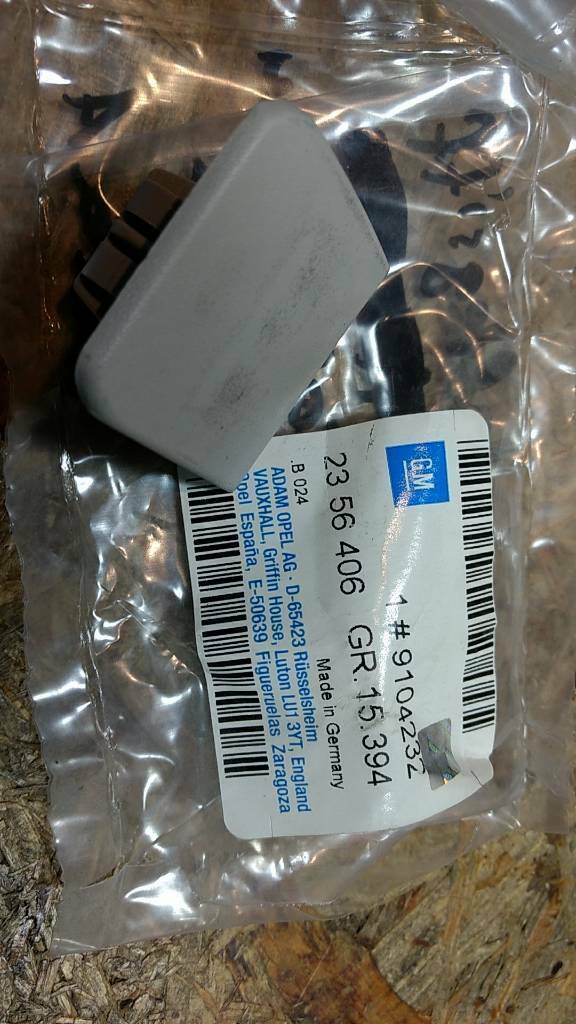 GM
1 # 9104232
23 56 406 GR. 15.394
Made in Germany
.B 024
ADAM OPEL AG · D-65423 Rüsselsheim
VAUXHALL, Griffin House, Luton LU1 3YT, England
Opel España, E-50639 Figueruelas Zaragoza